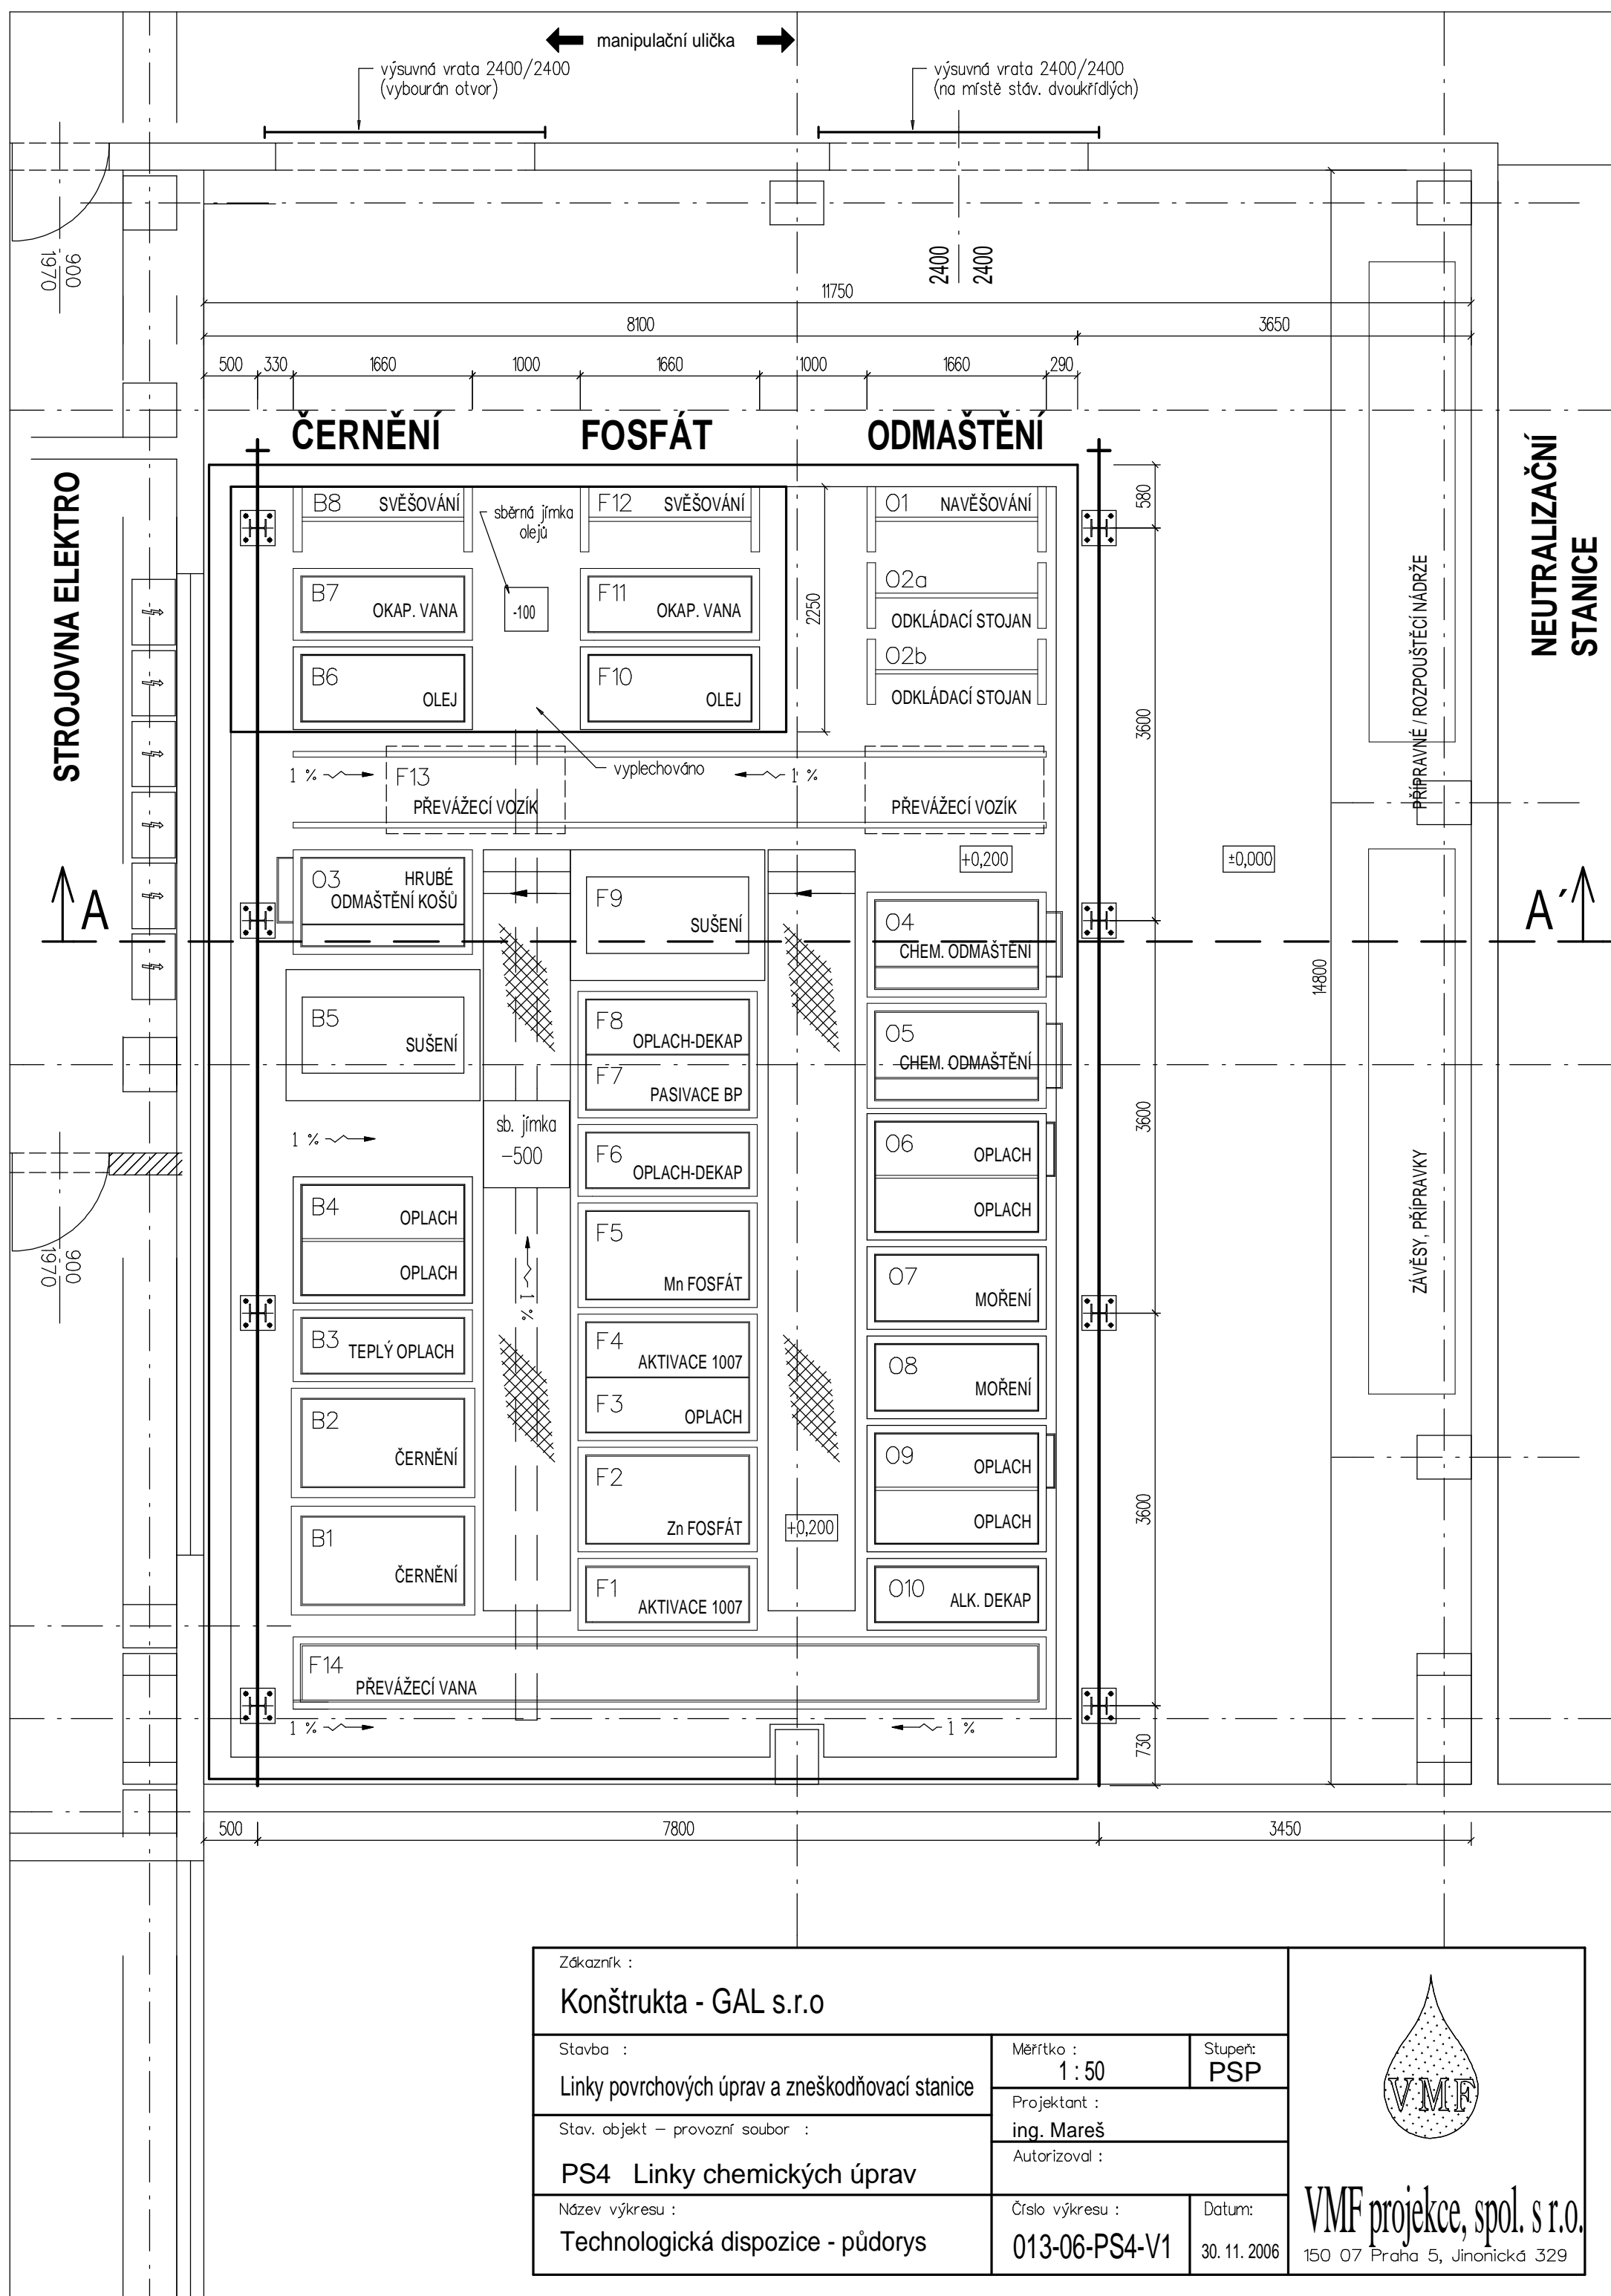 manipulační ulička
výsuvná vrata 2400/2400
(vybourán otvor)
výsuvná vrata 2400/2400
(na místě stáv. dvoukřídlých)
900
1970
2400
2400
11750
8100
3650
500
330
1660
1000
1660
1000
1660
290
ČERNĚNÍ
FOSFÁT
ODMAŠTĚNÍ
STROJOVNA ELEKTRO
NEUTRALIZAČNÍ
STANICE
B8 SVĚŠOVÁNÍ
sběrná jímka
olejů
F12 SVĚŠOVÁNÍ
O1 NAVĚŠOVÁNÍ
580
B7
OKAP. VANA
-100
F11
OKAP. VANA
2250
O2a
ODKLÁDACÍ STOJAN
O2b
ODKLÁDACÍ STOJAN
B6
OLEJ
F10
OLEJ
3600
PŘÍPRAVNÉ / ROZPOUŠTĚCÍ NÁDRŽE
vyplechováno
1 %
F13
PŘEVÁŽECÍ VOZÍK
1 %
PŘEVÁŽECÍ VOZÍK
+0,200
±0,000
A
A´
O3 HRUBÉ
ODMAŠTĚNÍ KOŠŮ
F9
SUŠENÍ
O4
CHEM. ODMAŠTĚNÍ
14800
B5
SUŠENÍ
F8
OPLACH-DEKAP
F7
PASIVACE BP
O5
CHEM. ODMAŠTĚNÍ
3600
1 %
sb. jímka
-500
F6
OPLACH-DEKAP
O6
OPLACH
OPLACH
ZÁVĚSY, PŘÍPRAVKY
900
1970
B4
OPLACH
OPLACH
F5
Mn FOSFÁT
1 %
O7
MOŘENÍ
B3
TEPLÝ OPLACH
F4
AKTIVACE 1007
F3
OPLACH
O8
MOŘENÍ
B2
ČERNĚNÍ
F2
Zn FOSFÁT
O9
OPLACH
OPLACH
3600
B1
ČERNĚNÍ
+0,200
F1
AKTIVACE 1007
O10
ALK. DEKAP
F14
PŘEVÁŽECÍ VANA
1 %
1 %
730
500
7800
3450
Zákazník :
Konštrukta - GAL s.r.o
Stavba :
Linky povrchových úprav a zneškodňovací stanice
Měřítko :
1 : 50
Stupeň:
PSP
Projektant :
ing. Mareš
Stav. objekt – provozní soubor :
PS4 Linky chemických úprav
Autorizoval :
Název výkresu :
Technologická dispozice - půdorys
Číslo výkresu :
013-06-PS4-V1
Datum:
30. 11. 2006
VMF
VMF projekce, spol. s r.o.
150 07 Praha 5, Jinonická 329